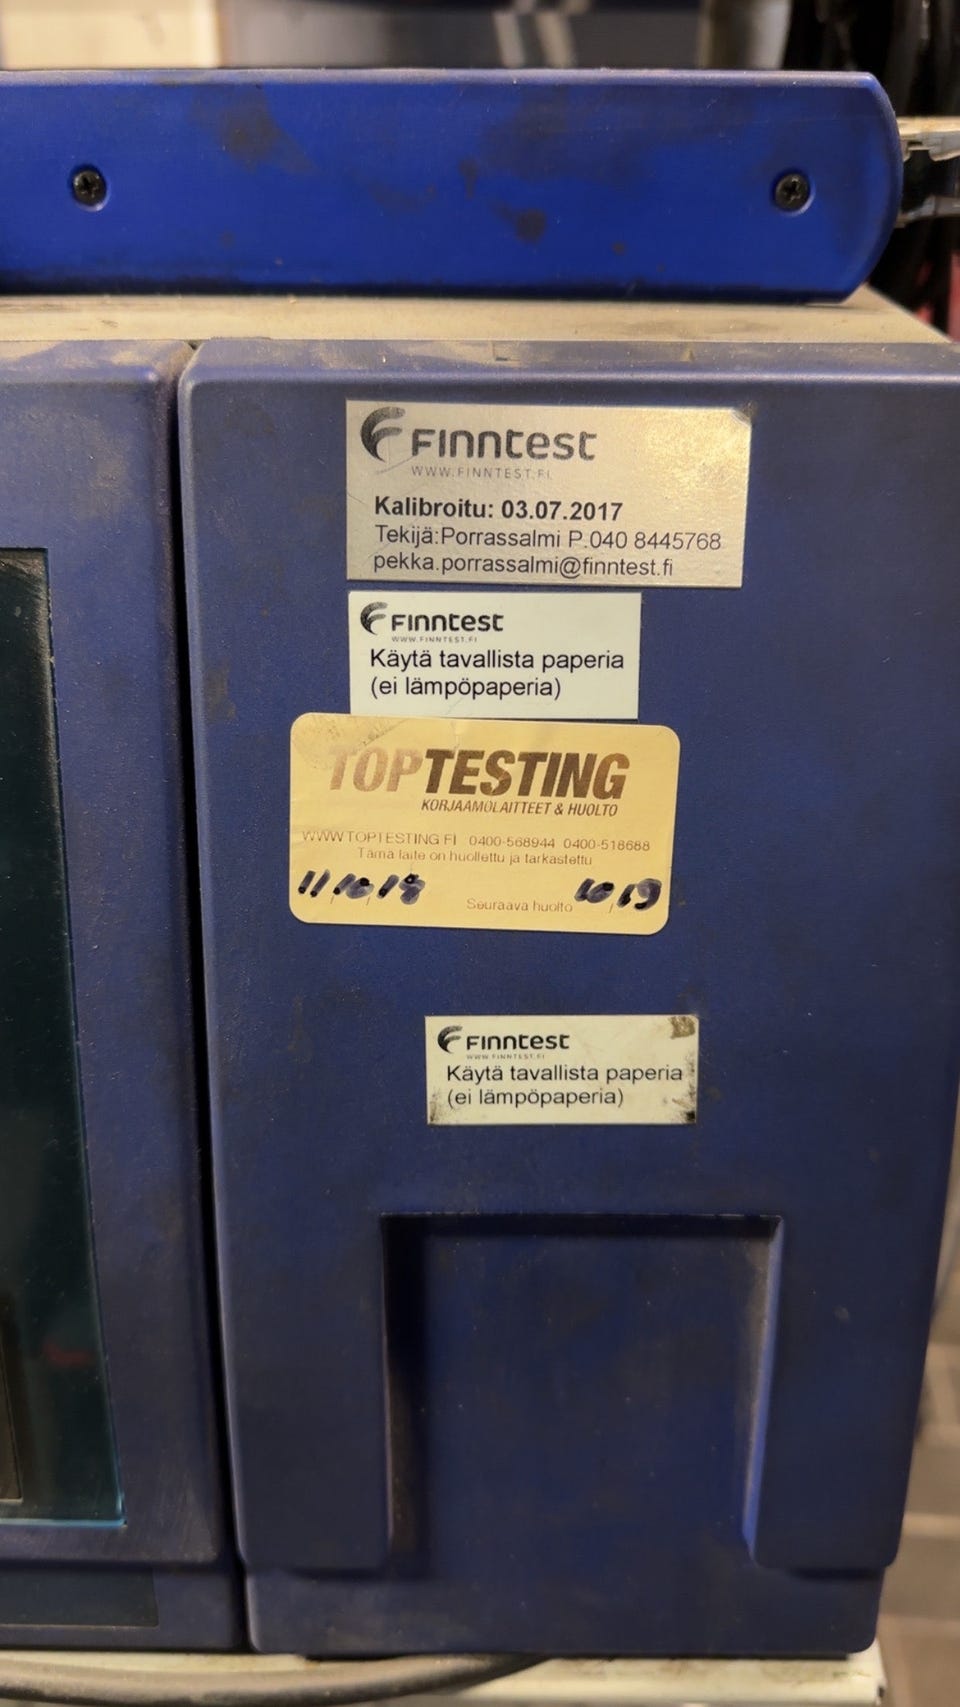 FINNtest
WWW.FINNTEST.FI
Kalibroitu: 03.07.2017
Tekijä:Porrassalmi P.040 8445768
pekka.porrassalmi@finntest.fi
FINNtest
WWW.FINNTEST.FI
Käytä tavallista paperia
(ei lämpöpaperia)
TOPTESTING
KORJAAMOLAITTEET & HUOLTO
WWW.TOPTESTING.FI 0400-568944 0400-518688
Tämä laite on huollettu ja tarkastettu
11,10,18
Seuraava huolto 10,19
FINNtest
WWW.FINNTEST.FI
Käytä tavallista paperia
(ei lämpöpaperia)